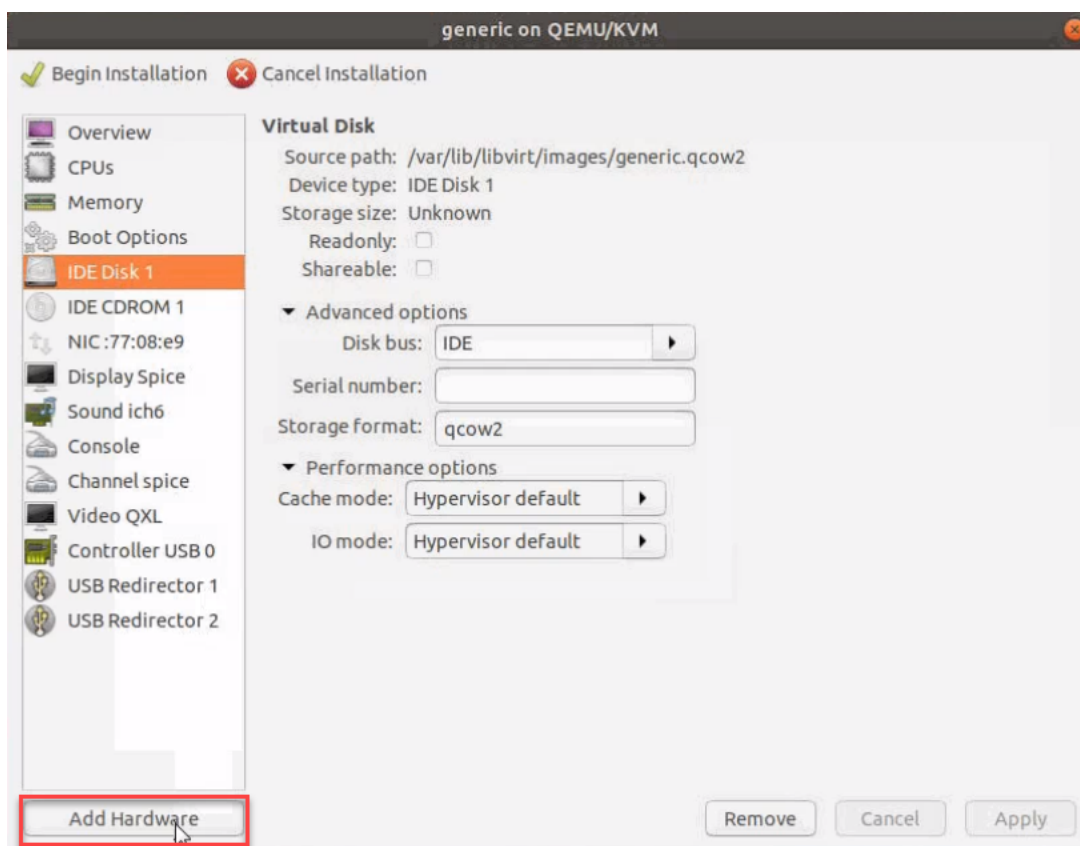 generic on QEMU/KVM
Begin Installation Cancel Installation
Overview
CPUs
Memory
Boot Options
IDE Disk 1
IDE CDROM 1
NIC :77:08:e9
Display Spice
Sound ich6
Console
Channel spice
Video QXL
Controller USB 0
USB Redirector 1
USB Redirector 2
Add Hardware
Virtual Disk
Source path: /var/lib/libvirt/images/generic.qcow2
Device type: IDE Disk 1
Storage size: Unknown
Readonly:
Shareable:
Advanced options
Disk bus: IDE
Serial number:
Storage format: qcow2
Performance options
Cache mode: Hypervisor default
IO mode: Hypervisor default
Remove Cancel Apply